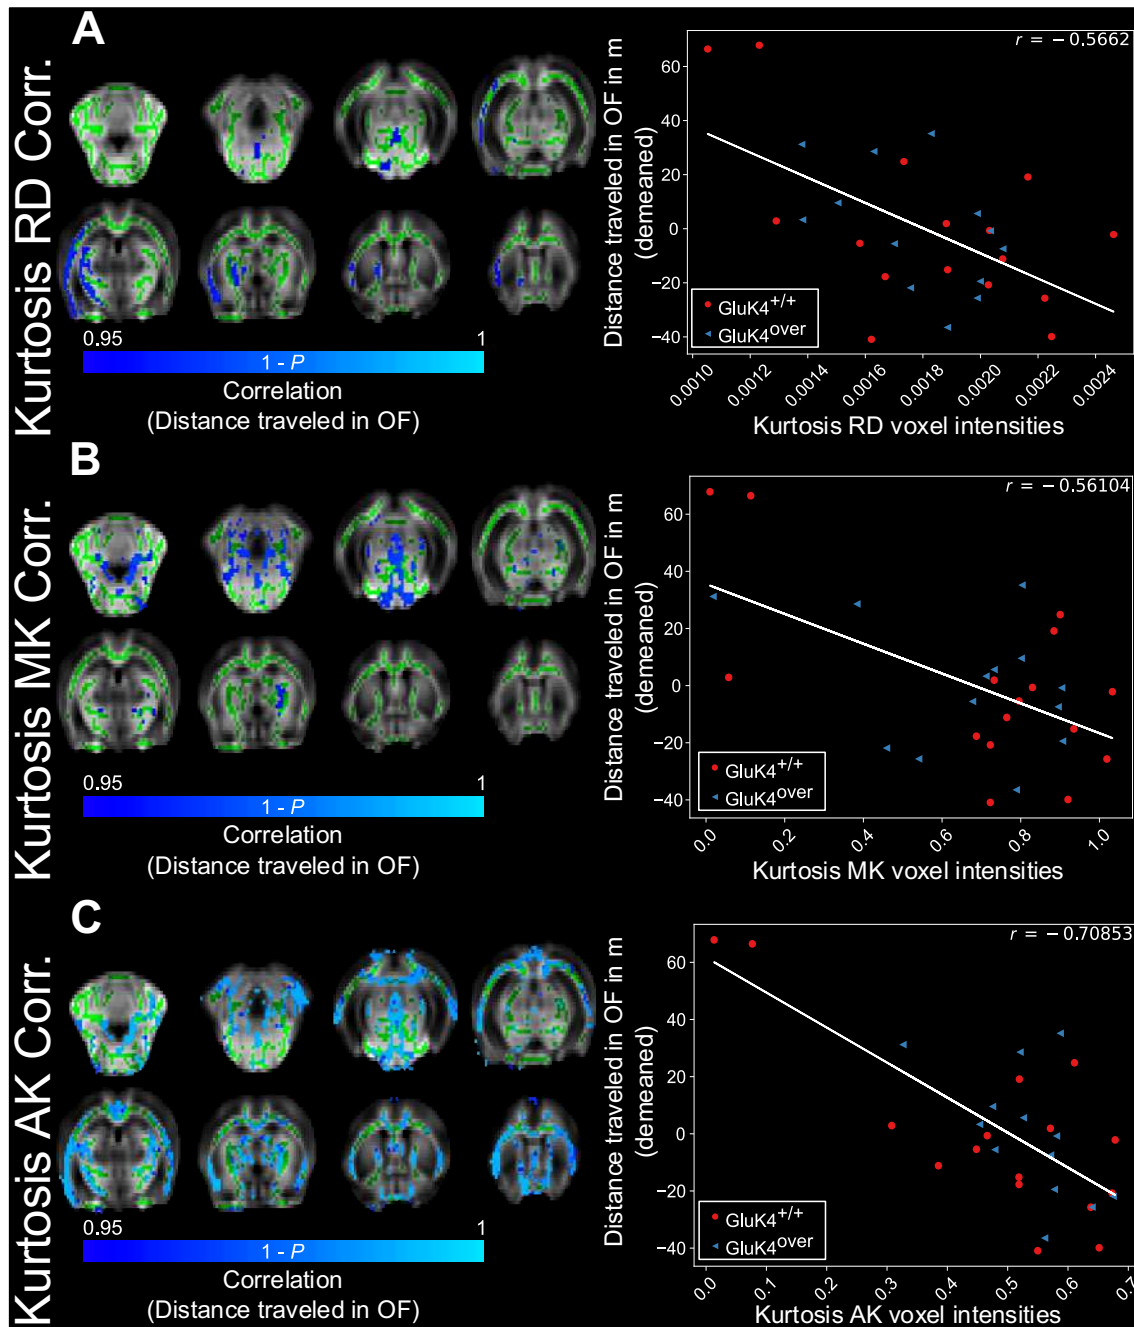 A
Kurtosis RD Corr.
0.95 1
1 - P
Correlation
(Distance traveled in OF)
r = −0.5662
Distance traveled in OF in m
(demeaned)
60
40
20
0
−20
−40
GluK4+/+
GluK4over
0.0010 0.0012 0.0014 0.0016 0.0018 0.0020 0.0022 0.0024
Kurtosis RD voxel intensities
B
Kurtosis MK Corr.
0.95 1
1 - P
Correlation
(Distance traveled in OF)
r = −0.56104
Distance traveled in OF in m
(demeaned)
60
40
20
0
−20
−40
GluK4+/+
GluK4over
0.0 0.2 0.4 0.6 0.8 1.0
Kurtosis MK voxel intensities
C
Kurtosis AK Corr.
0.95 1
1 - P
Correlation
(Distance traveled in OF)
r = −0.70853
Distance traveled in OF in m
(demeaned)
60
40
20
0
−20
−40
GluK4+/+
GluK4over
0.0 0.1 0.2 0.3 0.4 0.5 0.6 0.7
Kurtosis AK voxel intensities